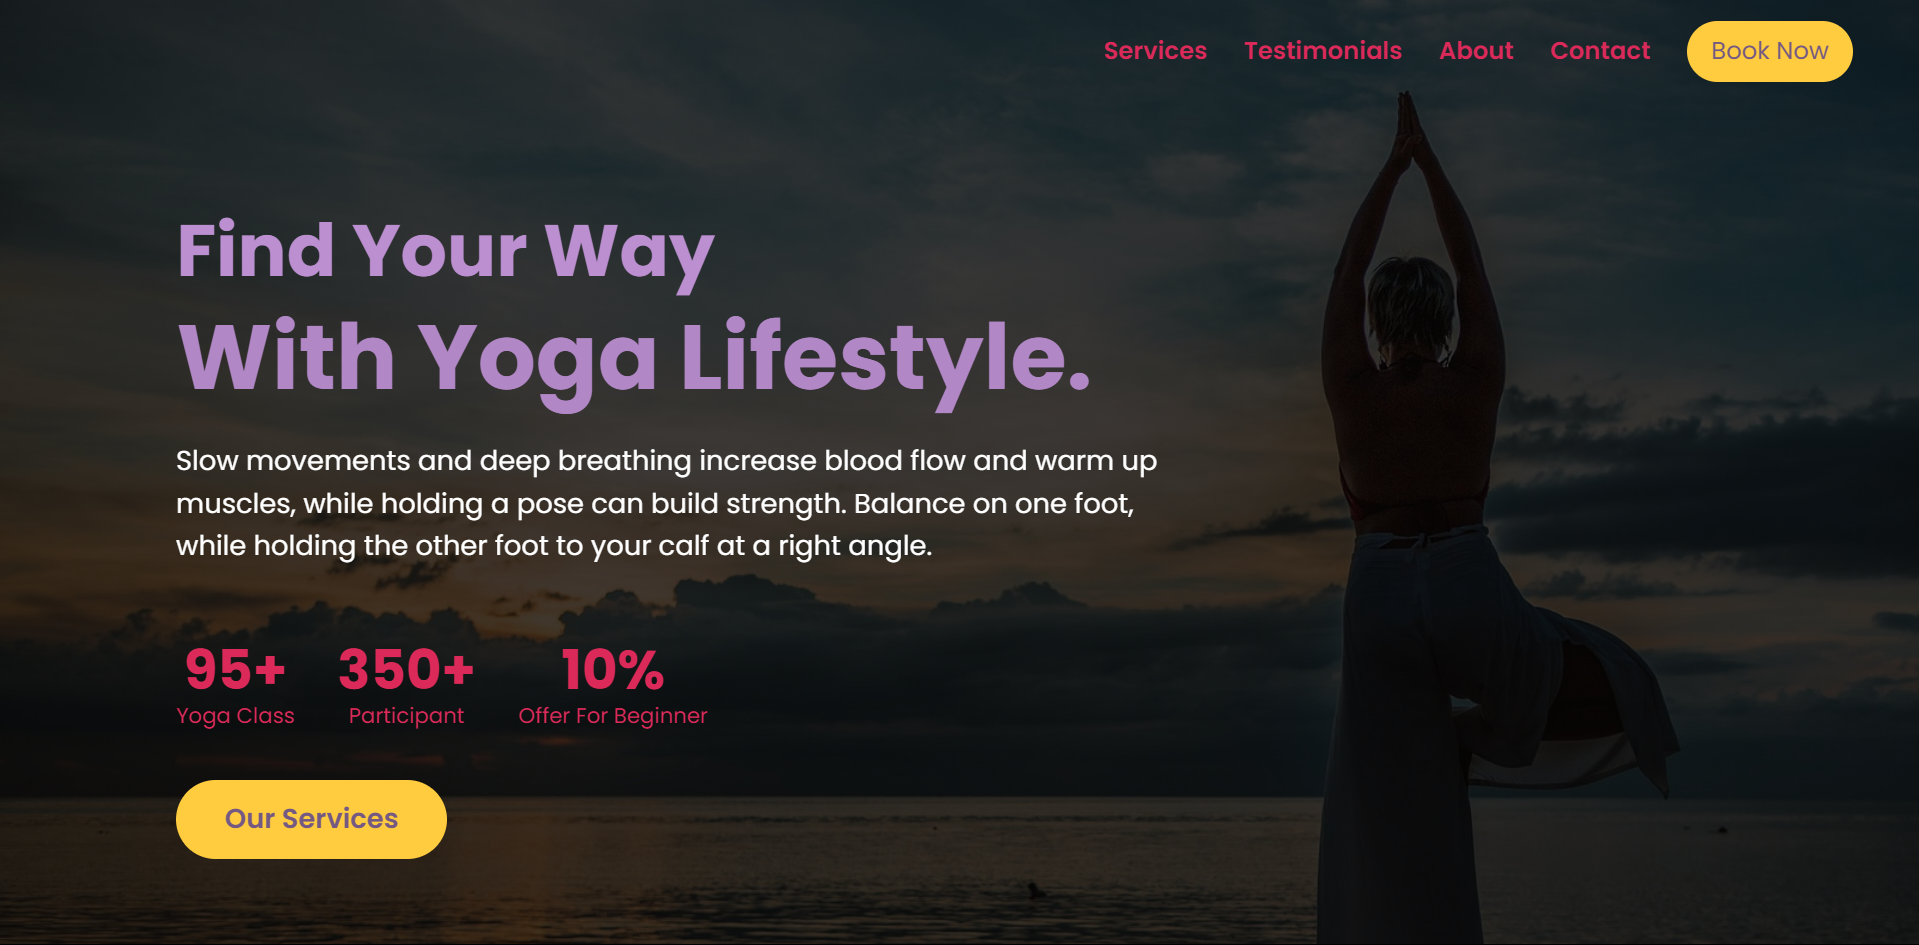 Services Testimonials About Contact Book Now
Find Your Way
With Yoga Lifestyle.
Slow movements and deep breathing increase blood flow and warm up
muscles, while holding a pose can build strength. Balance on one foot,
while holding the other foot to your calf at a right angle.
95+ 350+ 10%
Yoga Class Participant Offer For Beginner
Our Services